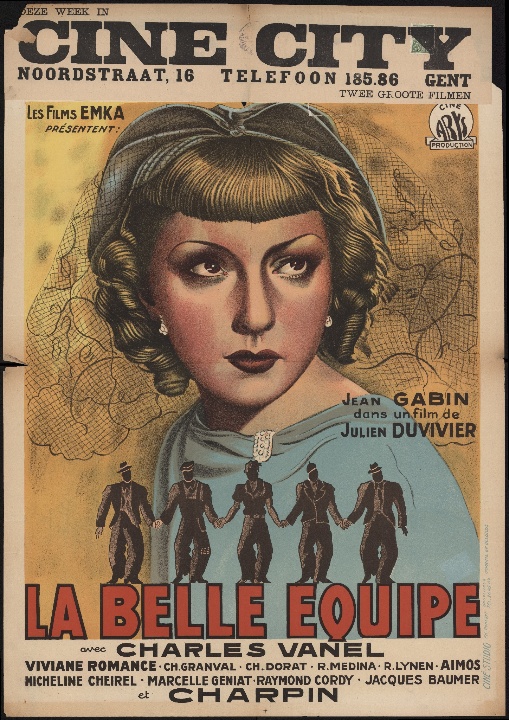 DEZE WEEK IN
CINE CITY
NOORDSTRAAT, 16 TELEFOON 185.86 GENT
TWEE GROOTE FILMEN
LES FILMS EMKA
PRÉSENTENT:
CINÉ
ARYS
PRODUCTION
JEAN GABIN
dans un film de
JULIEN DUVIVIER
LA BELLE EQUIPE
avec CHARLES VANEL
VIVIANE ROMANCE · CH. GRANVAL · CH. DORAT · R. MEDINA · R. LYNEN · AIMOS
MICHELINE CHEIREL · MARCELLE GENIAT · RAYMOND CORDY · JACQUES BAUMER
et CHARPIN